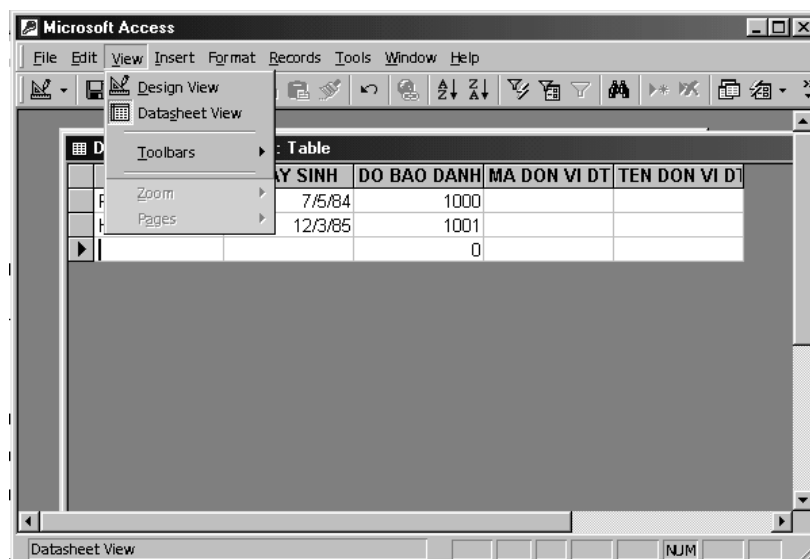 Microsoft Access
File Edit View Insert Format Records Tools Window Help
Design View
Datasheet View
Toolbars
Zoom
Pages
: Table
AY SINH DO BAO DANH MA DON VI DT TEN DON VI DT
7/5/84 1000
12/3/85 1001
0
Datasheet View NUM